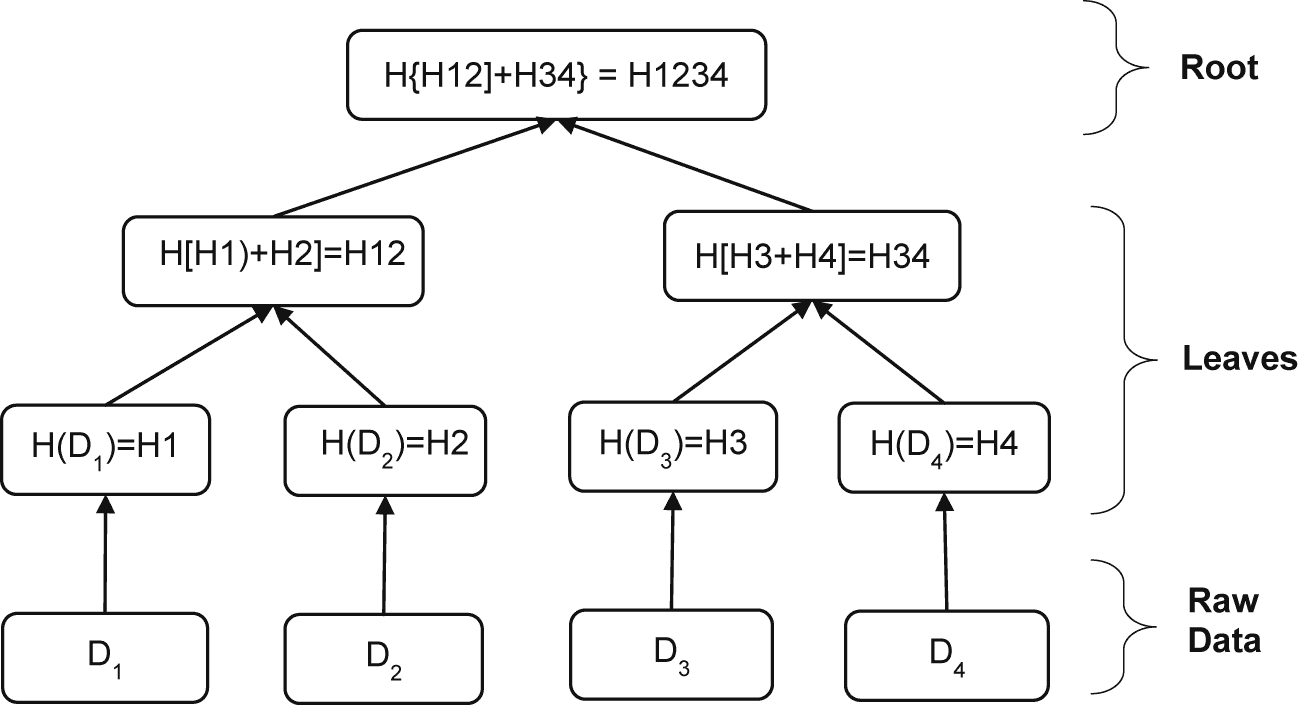 H{H12]+H34} = H1234
Root
H[H1)+H2]=H12
H[H3+H4]=H34
Leaves
H(D₁)=H1
H(D₂)=H2
H(D₃)=H3
H(D₄)=H4
D₁
D₂
D₃
D₄
Raw
Data